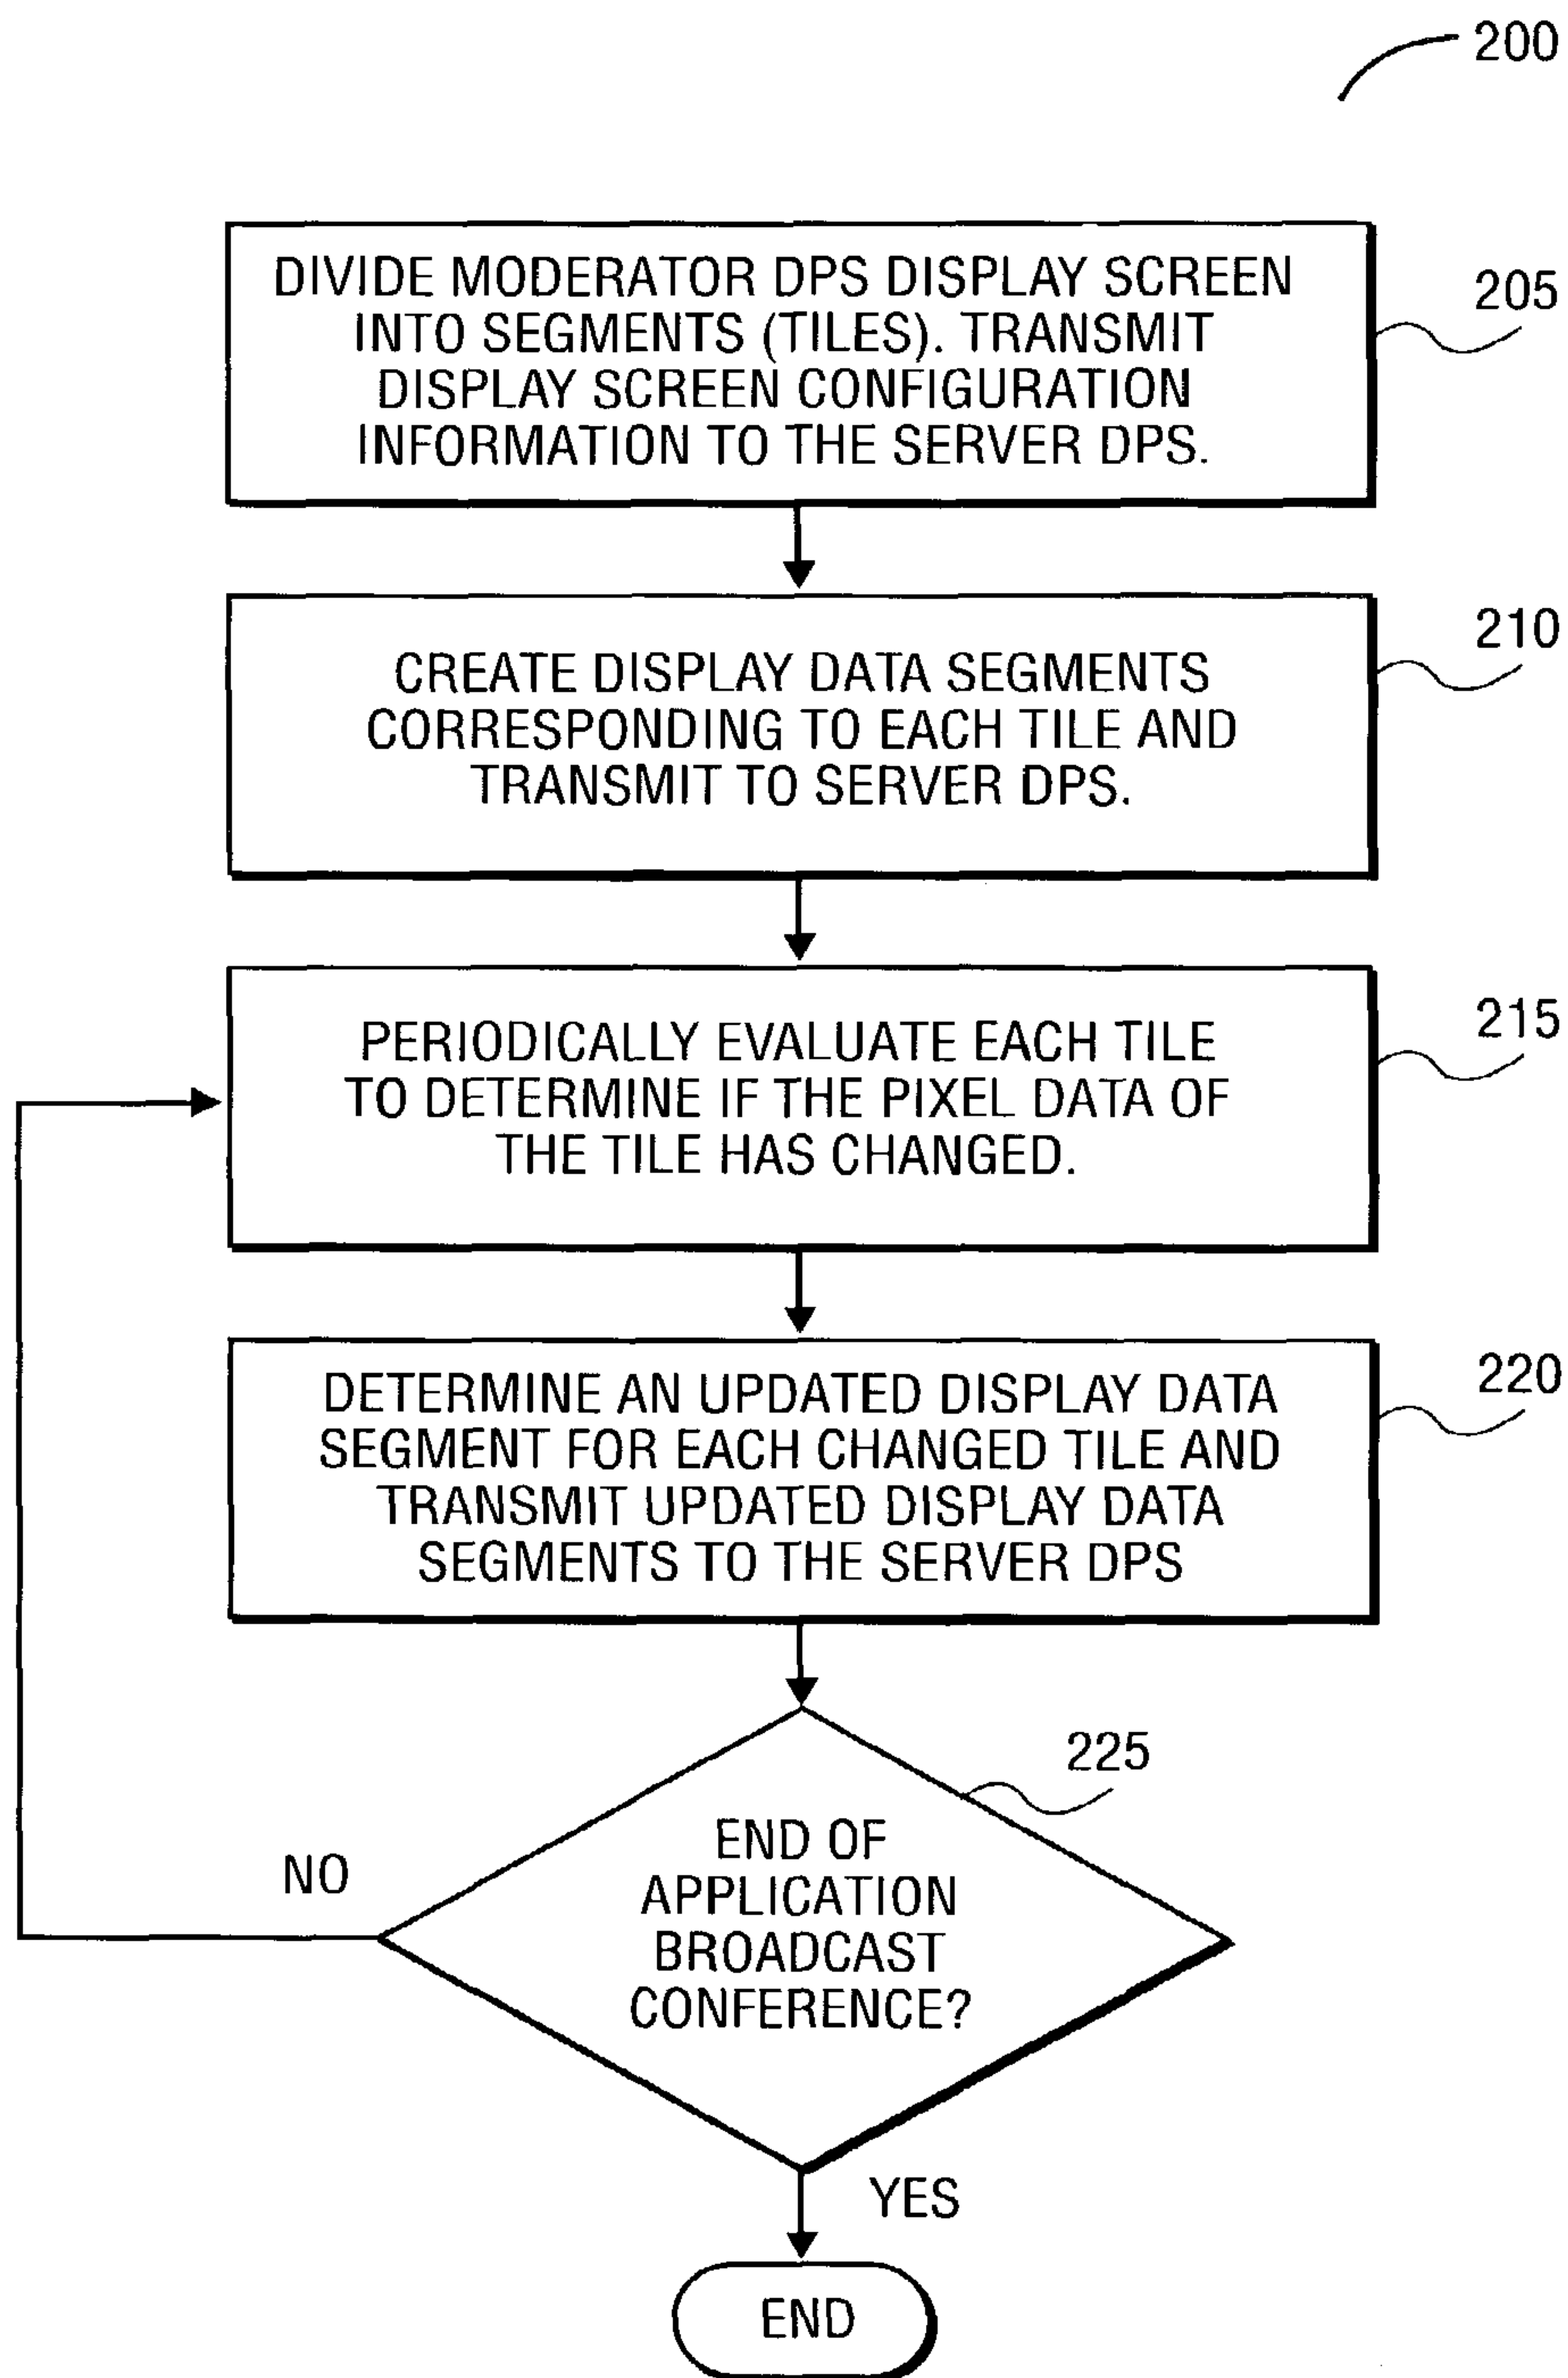 200
DIVIDE MODERATOR DPS DISPLAY SCREEN
INTO SEGMENTS (TILES). TRANSMIT
DISPLAY SCREEN CONFIGURATION
INFORMATION TO THE SERVER DPS.
205
CREATE DISPLAY DATA SEGMENTS
CORRESPONDING TO EACH TILE AND
TRANSMIT TO SERVER DPS.
210
PERIODICALLY EVALUATE EACH TILE
TO DETERMINE IF THE PIXEL DATA OF
THE TILE HAS CHANGED.
215
DETERMINE AN UPDATED DISPLAY DATA
SEGMENT FOR EACH CHANGED TILE AND
TRANSMIT UPDATED DISPLAY DATA
SEGMENTS TO THE SERVER DPS
220
225
END OF
APPLICATION
BROADCAST
CONFERENCE?
NO
YES
END